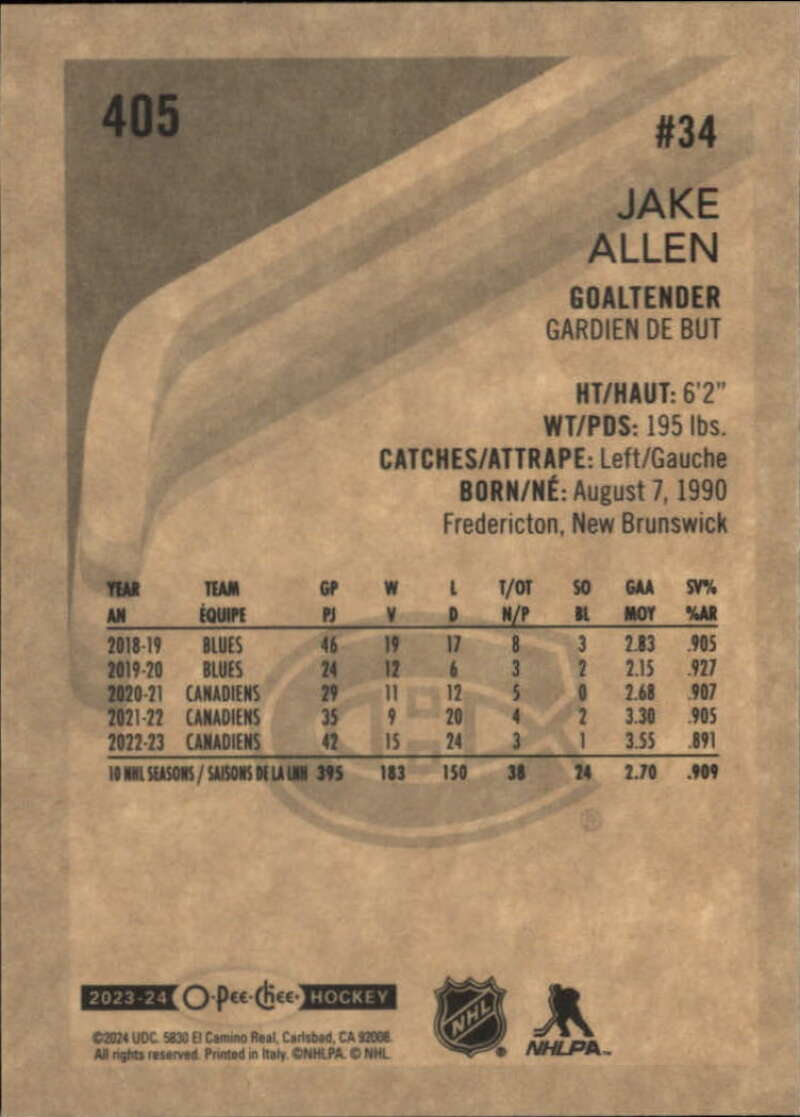 405
#34
JAKE
ALLEN
GOALTENDER
GARDIEN DE BUT
HT/HAUT: 6'2"
WT/PDS: 195 lbs.
CATCHES/ATTRAPE: Left/Gauche
BORN/NÉ: August 7, 1990
Fredericton, New Brunswick
YEAR TEAM GP W L T/OT SO GAA SV%
AN ÉQUIPE PJ V D N/P BL MOY %AR
2018-19 BLUES 46 19 17 8 3 2.83 .905
2019-20 BLUES 24 12 6 3 2 2.15 .927
2020-21 CANADIENS 29 11 12 5 0 2.68 .907
2021-22 CANADIENS 35 9 20 4 2 3.30 .905
2022-23 CANADIENS 42 15 24 3 1 3.55 .891
10 NHL SEASONS / SAISONS DE LA LNH 395 183 150 38 24 2.70 .909
®
2023-24 O-Pee-Chee HOCKEY
©2024 UDC. 5830 El Camino Real, Carlsbad, CA 92008.
All rights reserved. Printed in Italy. ©NHLPA. © NHL.
NHL
NHLPA